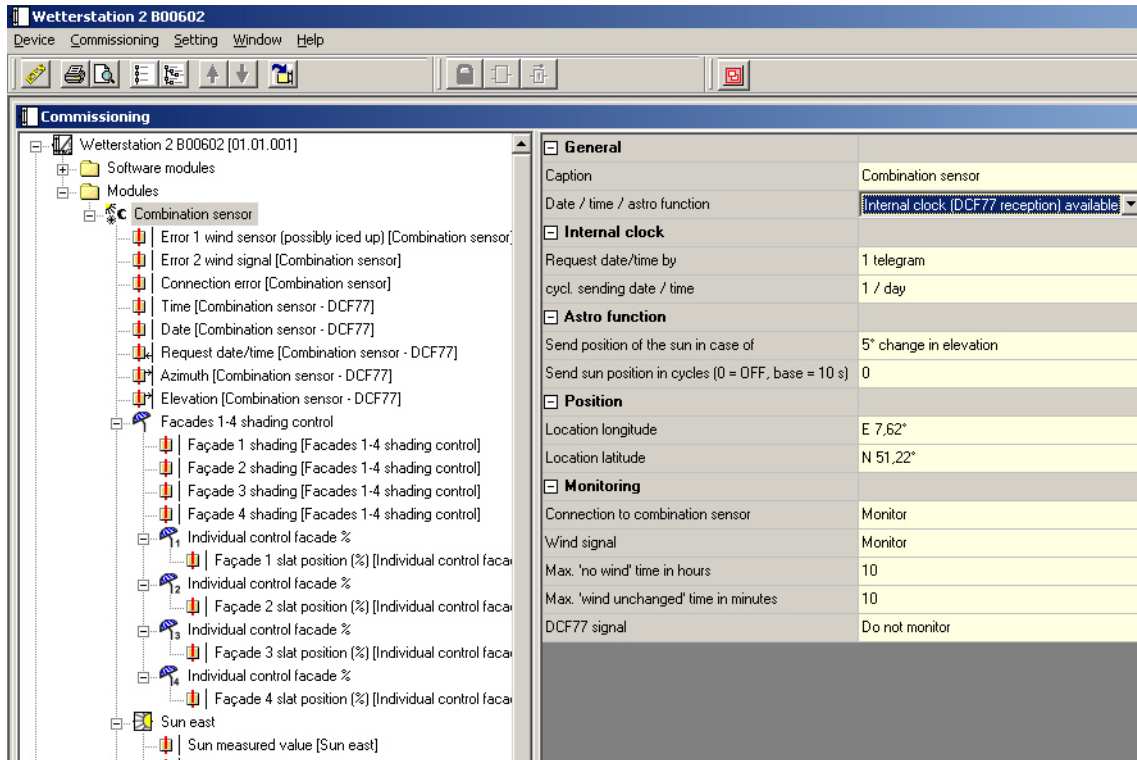 Wetterstation 2 B00602
Device Commissioning Setting Window Help
Commissioning
Wetterstation 2 B00602 [01.01.001]
Software modules
Modules
Combination sensor
Error 1 wind sensor (possibly iced up) [Combination sensor]
Error 2 wind signal [Combination sensor]
Connection error [Combination sensor]
Time [Combination sensor - DCF77]
Date [Combination sensor - DCF77]
Request date/time [Combination sensor - DCF77]
Azimuth [Combination sensor - DCF77]
Elevation [Combination sensor - DCF77]
Facades 1-4 shading control
Façade 1 shading [Facades 1-4 shading control]
Façade 2 shading [Facades 1-4 shading control]
Façade 3 shading [Facades 1-4 shading control]
Façade 4 shading [Facades 1-4 shading control]
1 Individual control facade %
Façade 1 slat position (%) [Individual control faca
2 Individual control facade %
Façade 2 slat position (%) [Individual control faca
3 Individual control facade %
Façade 3 slat position (%) [Individual control faca
4 Individual control facade %
Façade 4 slat position (%) [Individual control faca
Sun east
Sun measured value [Sun east]
General
Caption Combination sensor
Date / time / astro function Internal clock (DCF77 reception) available
Internal clock
Request date/time by 1 telegram
cycl. sending date / time 1 / day
Astro function
Send position of the sun in case of 5° change in elevation
Send sun position in cycles (0 = OFF, base = 10 s) 0
Position
Location longitude E 7,62°
Location latitude N 51,22°
Monitoring
Connection to combination sensor Monitor
Wind signal Monitor
Max. 'no wind' time in hours 10
Max. 'wind unchanged' time in minutes 10
DCF77 signal Do not monitor